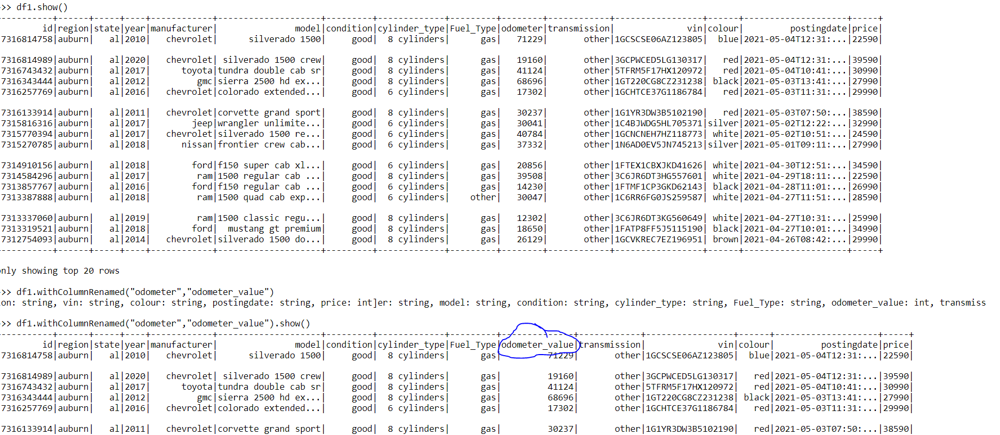 >>> df1.show()
-----------+------+-----+----+------------+--------------------+---------+-------------+---------+--------+------------+-----------------+------+--------------------+-----+
id|region|state|year|manufacturer|               model|condition|cylinder_type|Fuel_Type|odometer|transmission|              vin|colour|         postingdate|price|
7316814758|auburn|   al|2010|   chevrolet|      silverado 1500|     good|  8 cylinders|      gas|   71229|       other|1GCSCSE06AZ123805|  blue|2021-05-04T12:31:...|22590|
7316814989|auburn|   al|2020|   chevrolet| silverado 1500 crew|     good|  8 cylinders|      gas|   19160|       other|3GCPWCED5LG130317|   red|2021-05-04T12:31:...|39590|
7316743432|auburn|   al|2017|      toyota|tundra double cab sr|     good|  8 cylinders|      gas|   41124|       other|5TFRM5F17HX120972|   red|2021-05-04T10:41:...|30990|
7316343444|auburn|   al|2012|         gmc|sierra 2500 hd ex...|     good|  8 cylinders|      gas|   68696|       other|1GT220CG8CZ231238| black|2021-05-03T13:41:...|27990|
7316257769|auburn|   al|2016|   chevrolet|colorado extended...|     good|  6 cylinders|      gas|   17302|       other|1GCHTCE37G1186784|   red|2021-05-03T11:31:...|29990|
7316133914|auburn|   al|2011|   chevrolet|corvette grand sport|     good|  8 cylinders|      gas|   30237|       other|1G1YR3DW3B5102190|   red|2021-05-03T07:50:...|38590|
7315816316|auburn|   al|2017|        jeep|wrangler unlimite...|     good|  6 cylinders|      gas|   30041|       other|1C4BJWDG5HL705371|silver|2021-05-02T12:22:...|32990|
7315770394|auburn|   al|2017|   chevrolet|silverado 1500 re...|     good|  6 cylinders|      gas|   40784|       other|1GCNCNEH7HZ118773| white|2021-05-02T10:51:...|24590|
7315270785|auburn|   al|2018|      nissan|frontier crew cab...|     good|  6 cylinders|      gas|   37332|       other|1N6AD0EV5JN745213|silver|2021-05-01T09:11:...|27990|
7314910156|auburn|   al|2018|        ford|f150 super cab xl...|     good|  6 cylinders|      gas|   20856|       other|1FTEX1CBXJKD41626| white|2021-04-30T12:51:...|34590|
7314584296|auburn|   al|2017|         ram|1500 regular cab ...|     good|  8 cylinders|      gas|   39508|       other|3C6JR6DT3HG557601| white|2021-04-29T18:11:...|22590|
7313857767|auburn|   al|2016|        ford|f150 regular cab ...|     good|  6 cylinders|      gas|   14230|       other|1FTMF1CP3GKD62143| black|2021-04-28T11:01:...|26990|
7313387888|auburn|   al|2018|         ram|1500 quad cab exp...|     good|  6 cylinders|    other|   30047|       other|1C6RR6FG0JS259587| white|2021-04-27T11:51:...|28590|
7313337060|auburn|   al|2019|         ram|1500 classic regu...|     good|  8 cylinders|      gas|   12302|       other|3C6JR6DT3KG560649| white|2021-04-27T10:31:...|25990|
7313319521|auburn|   al|2018|        ford|  mustang gt premium|     good|  8 cylinders|      gas|   18650|       other|1FATP8FF5J5115190| black|2021-04-27T10:01:...|34990|
7312754093|auburn|   al|2014|   chevrolet|silverado 1500 do...|     good|  8 cylinders|      gas|   26129|       other|1GCVKREC7EZ196951| brown|2021-04-26T08:42:...|29990|
-----------+------+-----+----+------------+--------------------+---------+-------------+---------+--------+------------+-----------------+------+--------------------+-----+
only showing top 20 rows
>>> df1.withColumnRenamed("odometer","odometer_value")
on: string, vin: string, colour: string, postingdate: string, price: int]er: string, model: string, condition: string, cylinder_type: string, Fuel_Type: string, odometer_value: int, transmiss
>>> df1.withColumnRenamed("odometer","odometer_value").show()
-----------+------+-----+----+------------+--------------------+---------+-------------+---------+--------------+------------+-----------------+------+--------------------+-----+
id|region|state|year|manufacturer|               model|condition|cylinder_type|Fuel_Type|odometer_value|transmission|              vin|colour|         postingdate|price|
7316814758|auburn|   al|2010|   chevrolet|      silverado 1500|     good|  8 cylinders|      gas|         71229|       other|1GCSCSE06AZ123805|  blue|2021-05-04T12:31:...|22590|
7316814989|auburn|   al|2020|   chevrolet| silverado 1500 crew|     good|  8 cylinders|      gas|         19160|       other|3GCPWCED5LG130317|   red|2021-05-04T12:31:...|39590|
7316743432|auburn|   al|2017|      toyota|tundra double cab sr|     good|  8 cylinders|      gas|         41124|       other|5TFRM5F17HX120972|   red|2021-05-04T10:41:...|30990|
7316343444|auburn|   al|2012|         gmc|sierra 2500 hd ex...|     good|  8 cylinders|      gas|         68696|       other|1GT220CG8CZ231238| black|2021-05-03T13:41:...|27990|
7316257769|auburn|   al|2016|   chevrolet|colorado extended...|     good|  6 cylinders|      gas|         17302|       other|1GCHTCE37G1186784|   red|2021-05-03T11:31:...|29990|
7316133914|auburn|   al|2011|   chevrolet|corvette grand sport|     good|  8 cylinders|      gas|         30237|       other|1G1YR3DW3B5102190|   red|2021-05-03T07:50:...|38590|